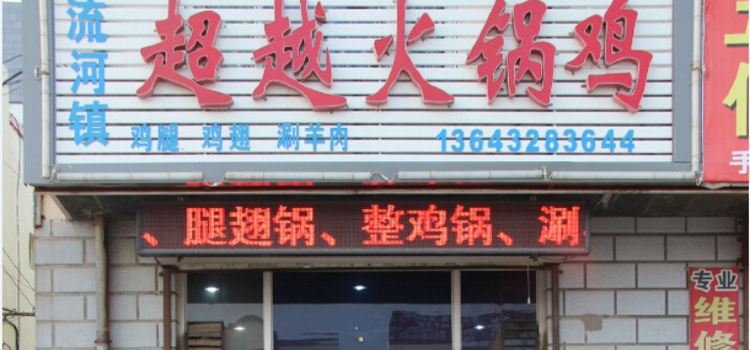 流河镇
超越火锅鸡
鸡腿 鸡翅 涮羊肉 13643283644
、腿翅锅、整鸡锅、涮
专业
维修
手